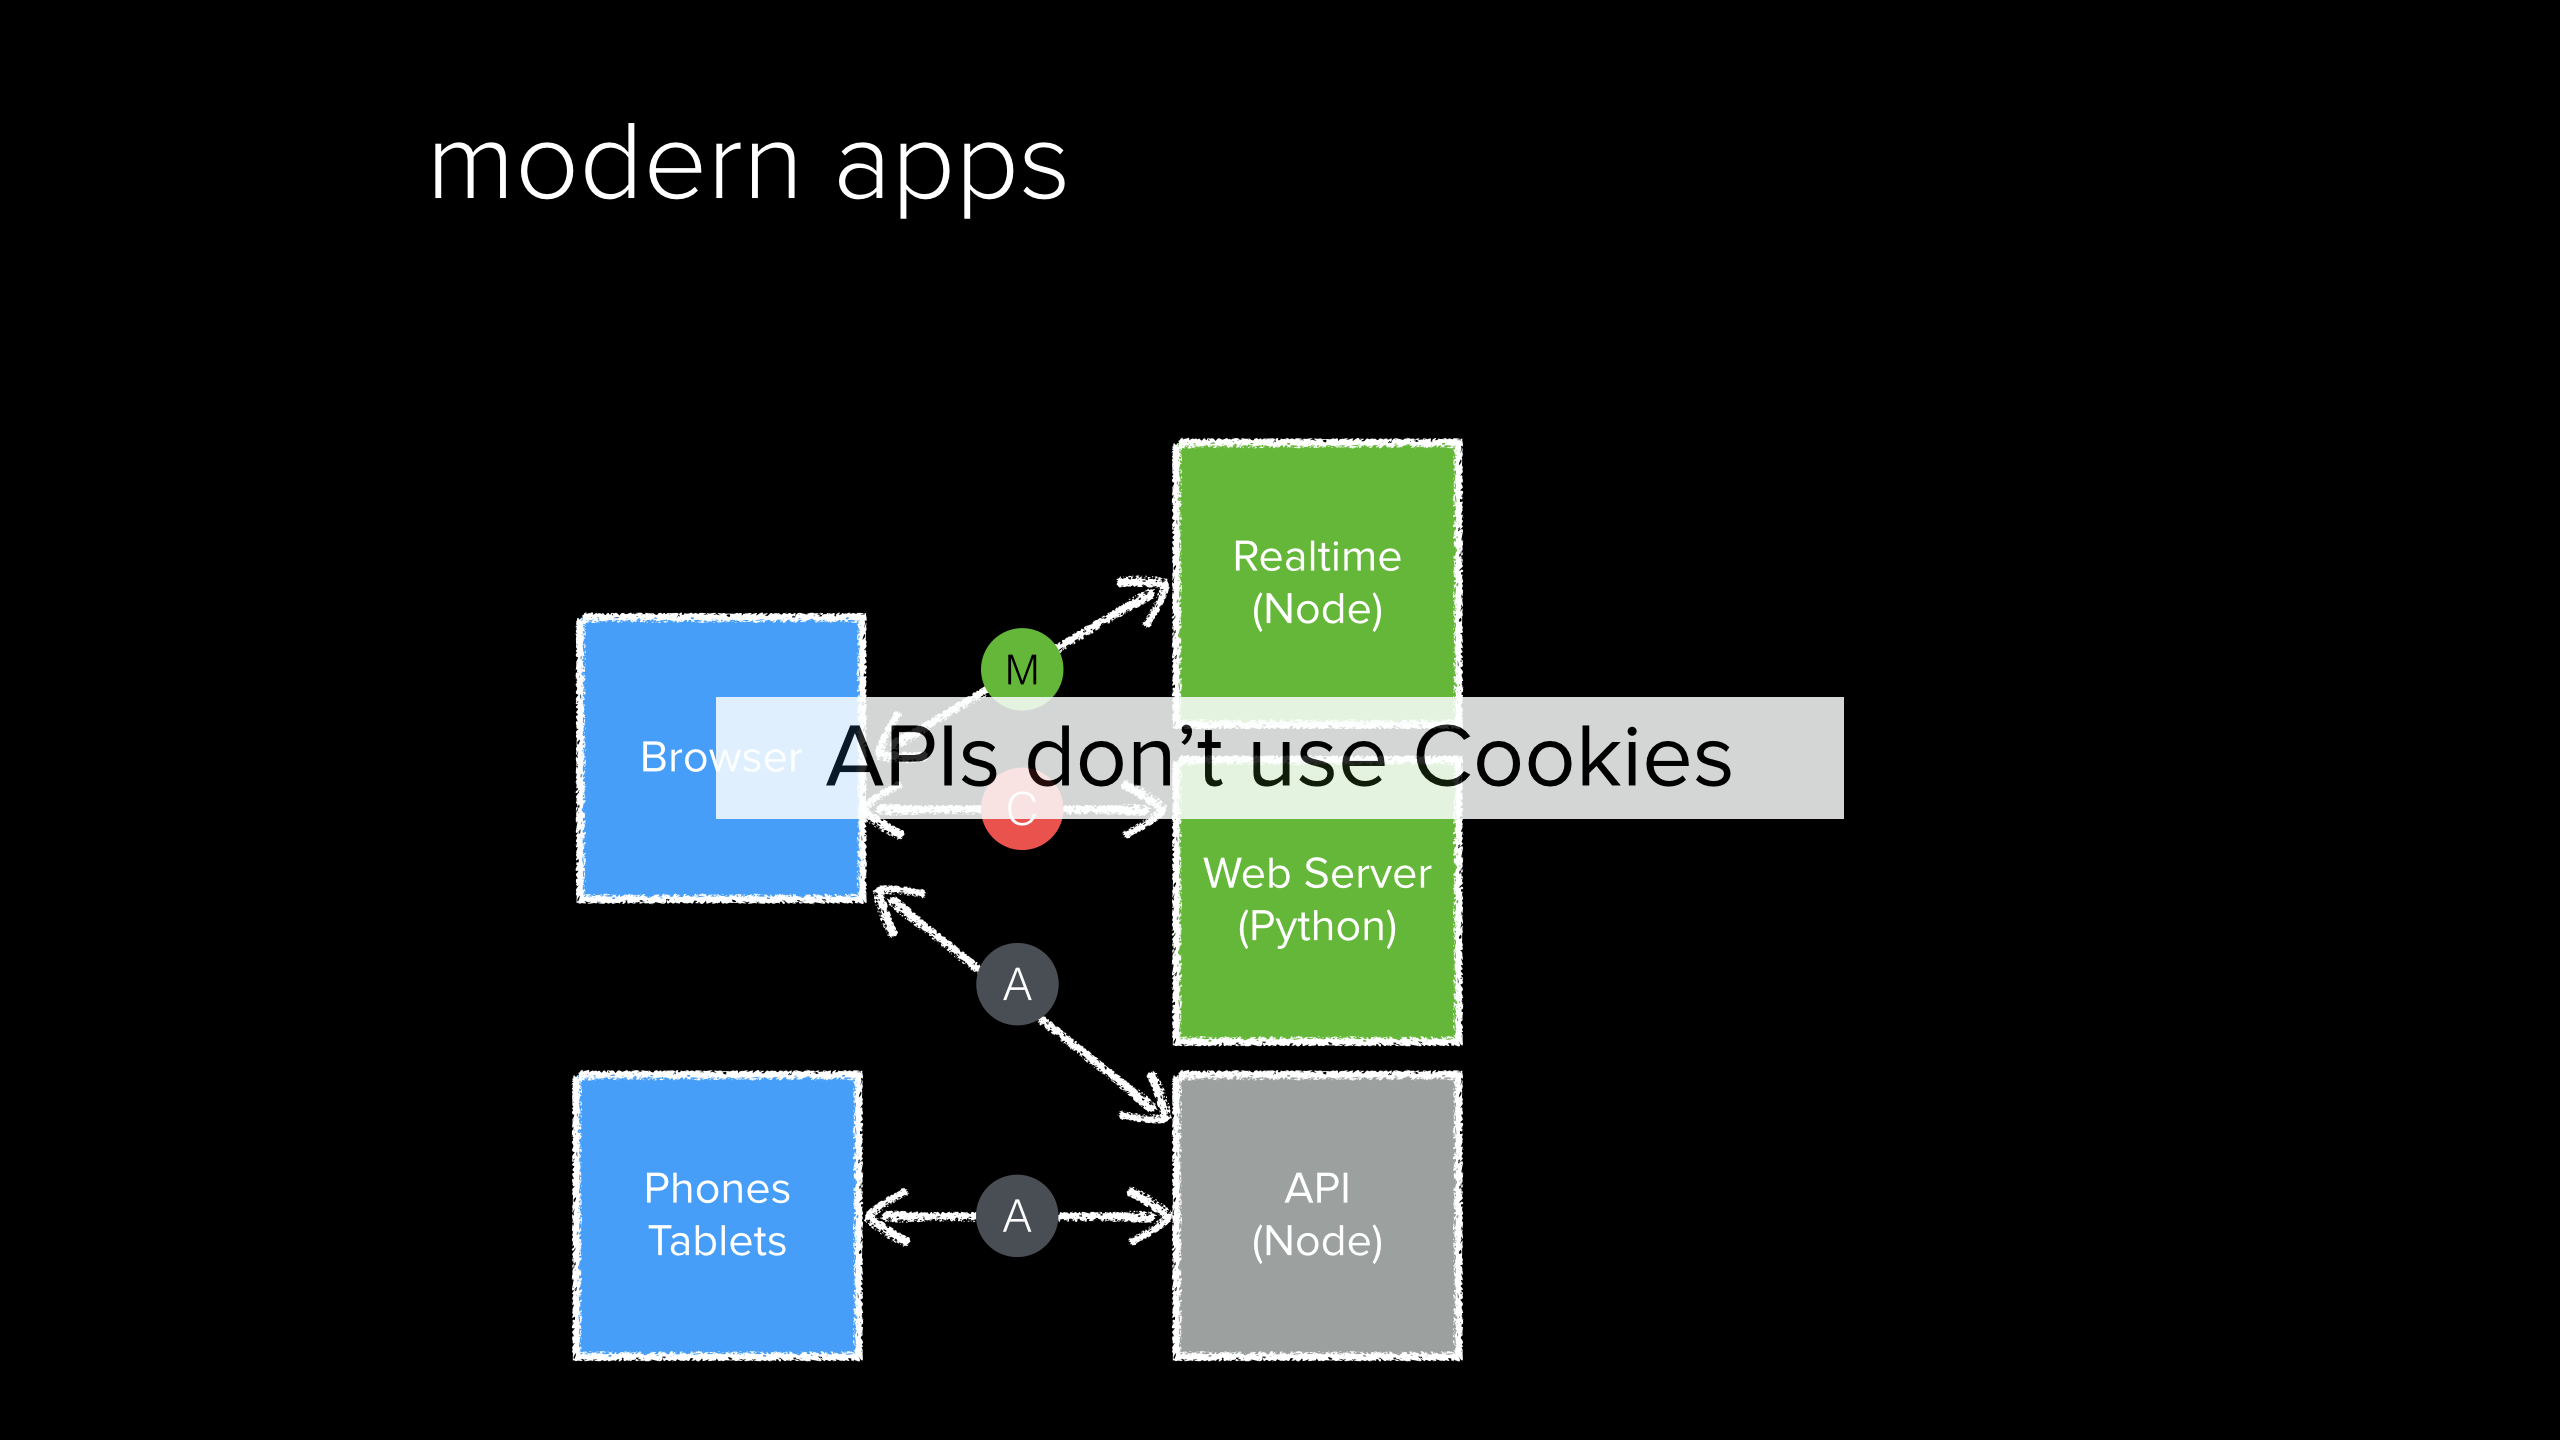 modern apps
Realtime
(Node)
M
Browser
APIs don’t use Cookies
C
Web Server
(Python)
A
Phones
Tablets
A
API
(Node)